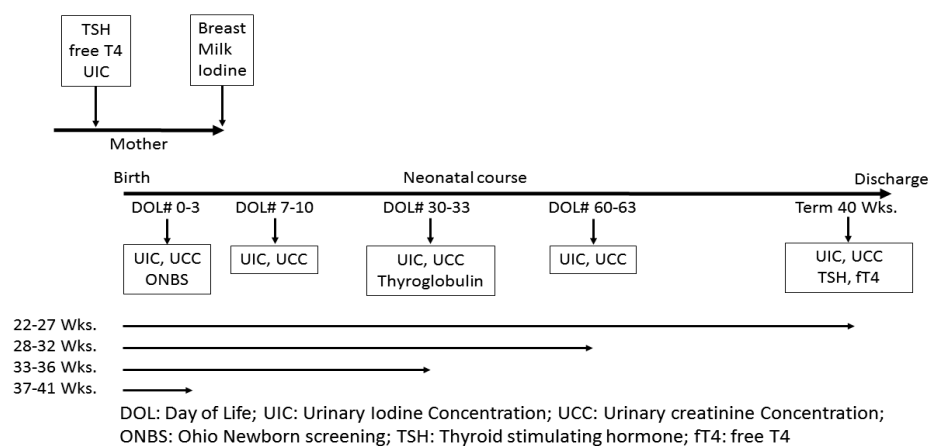 TSH
free T4
UIC
Breast
Milk
Iodine
Mother
Birth
Neonatal course
Discharge
DOL# 0-3
DOL# 7-10
DOL# 30-33
DOL# 60-63
Term 40 Wks.
UIC, UCC
ONBS
UIC, UCC
UIC, UCC
Thyroglobulin
UIC, UCC
UIC, UCC
TSH, fT4
22-27 Wks.
28-32 Wks.
33-36 Wks.
37-41 Wks.
DOL: Day of Life; UIC: Urinary Iodine Concentration; UCC: Urinary creatinine Concentration;
ONBS: Ohio Newborn screening; TSH: Thyroid stimulating hormone; fT4: free T4